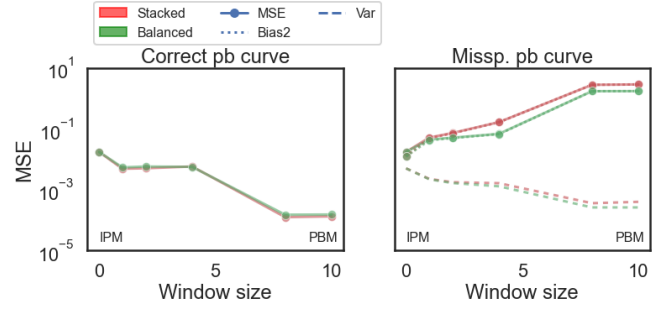 Stacked
Balanced
MSE
Bias2
Var
Correct pb curve
Missp. pb curve
MSE
10^1
10^-1
10^-3
10^-5
IPM
PBM
IPM
PBM
0
5
10
0
5
10
Window size
Window size